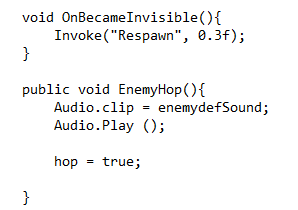 void OnBecameInvisible(){
    Invoke("Respawn", 0.3f);
}
public void EnemyHop(){
    Audio.clip = enemydefSound;
    Audio.Play ();
    hop = true;
}